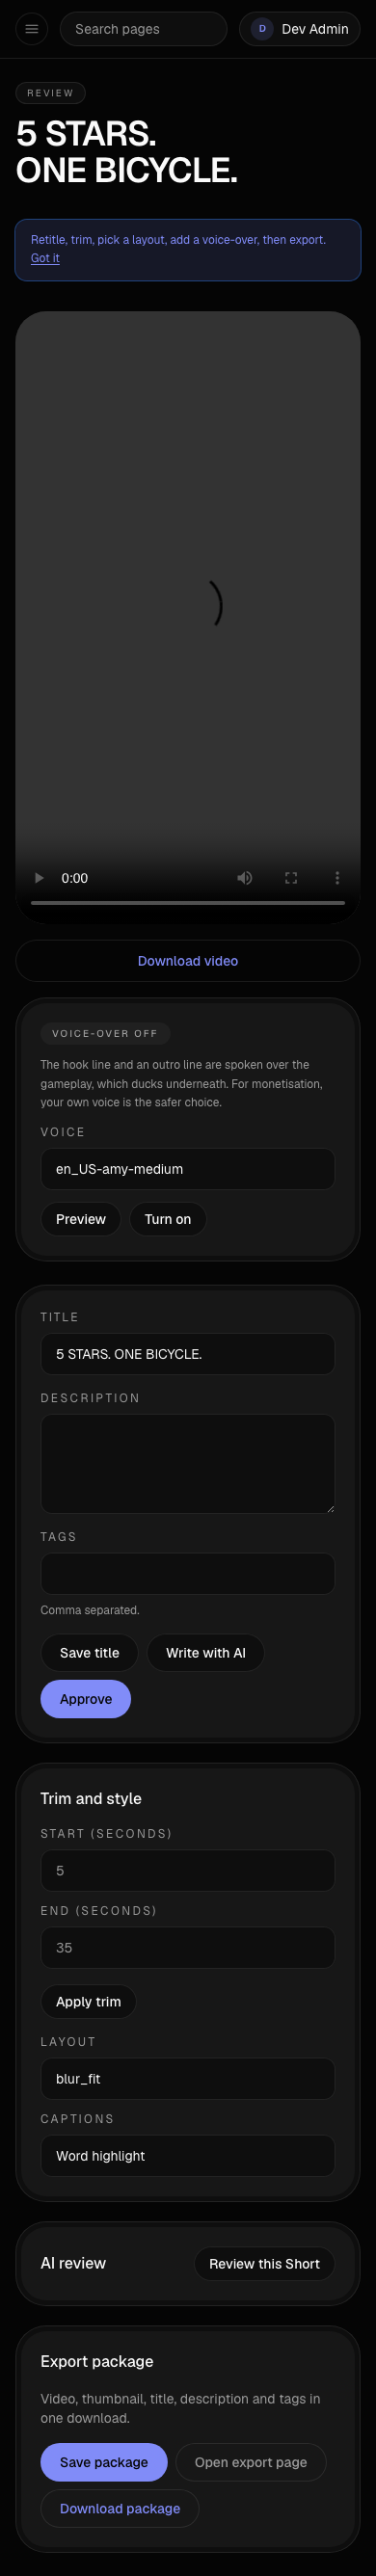 Search pages
D
Dev Admin
REVIEW
5 STARS.
ONE BICYCLE.
Retitle, trim, pick a layout, add a voice-over, then export.
Got it
0:00
Download video
VOICE-OVER OFF
The hook line and an outro line are spoken over the
gameplay, which ducks underneath. For monetisation,
your own voice is the safer choice.
VOICE
en_US-amy-medium
Preview
Turn on
TITLE
5 STARS. ONE BICYCLE.
DESCRIPTION
TAGS
Comma separated.
Save title
Write with AI
Approve
Trim and style
START (SECONDS)
5
END (SECONDS)
35
Apply trim
LAYOUT
blur_fit
CAPTIONS
Word highlight
AI review
Review this Short
Export package
Video, thumbnail, title, description and tags in
one download.
Save package
Open export page
Download package